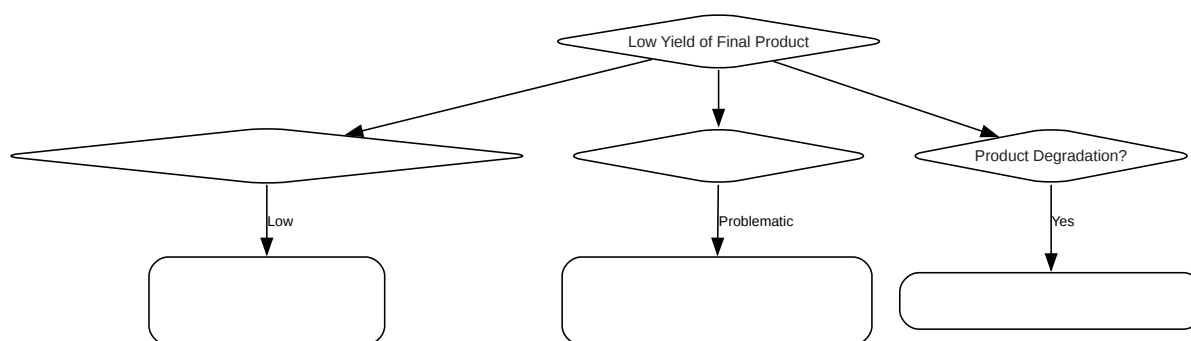 Low Yield of Final Product
Product Degradation?
Low
Problematic
Yes